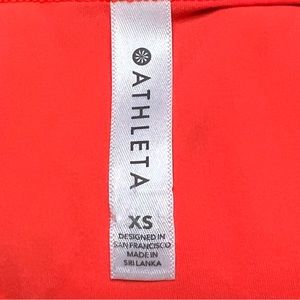 ATHLETA
XS
DESIGNED IN
SAN FRANCISCO
MADE IN
SRI LANKA